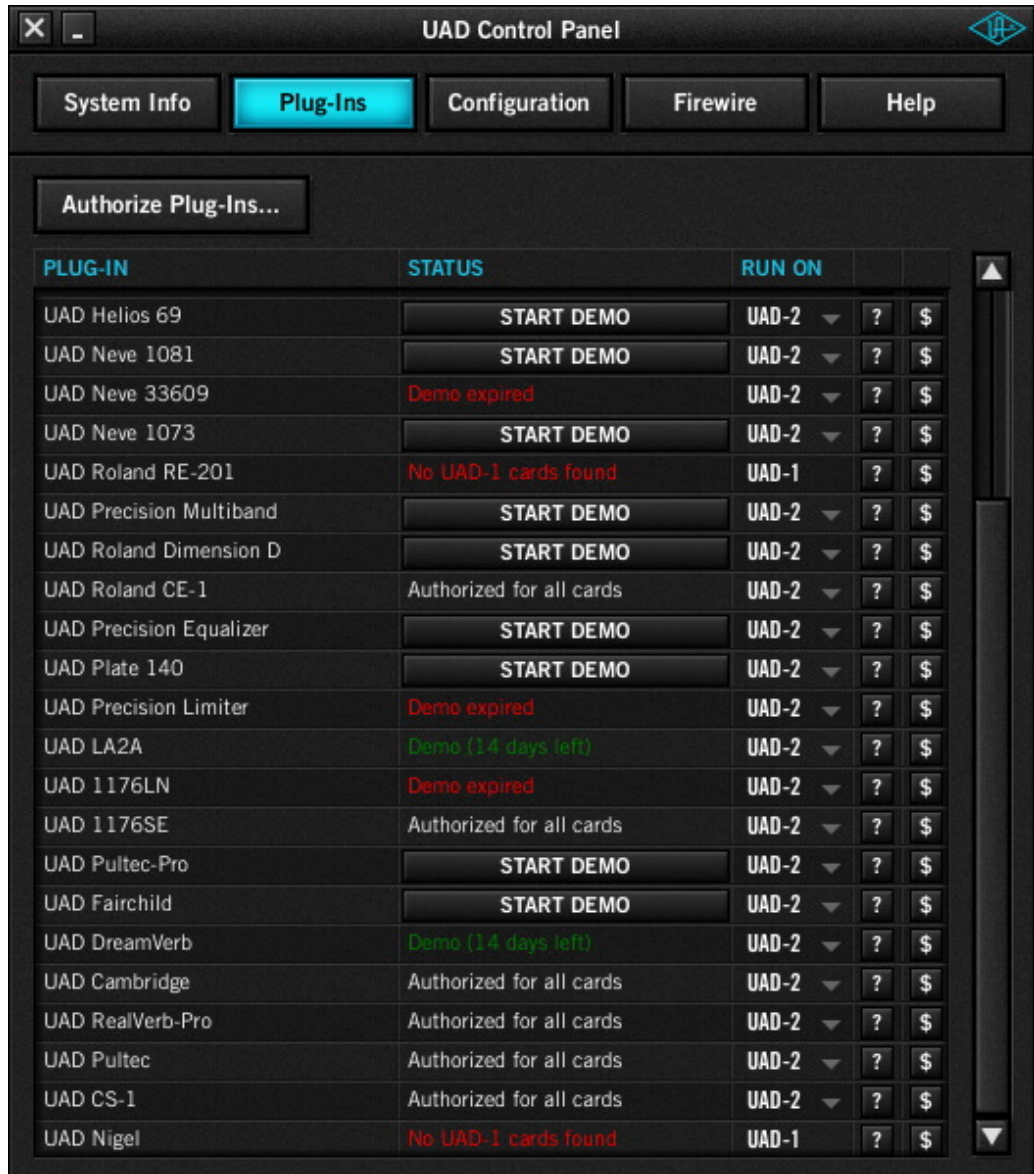 UAD Control Panel
System Info Plug-Ins Configuration Firewire Help
Authorize Plug-Ins...
PLUG-IN STATUS RUN ON
UAD Helios 69 START DEMO UAD-2 ? $
UAD Neve 1081 START DEMO UAD-2 ? $
UAD Neve 33609 Demo expired UAD-2 ? $
UAD Neve 1073 START DEMO UAD-2 ? $
UAD Roland RE-201 No UAD-1 cards found UAD-1 ? $
UAD Precision Multiband START DEMO UAD-2 ? $
UAD Roland Dimension D START DEMO UAD-2 ? $
UAD Roland CE-1 Authorized for all cards UAD-2 ? $
UAD Precision Equalizer START DEMO UAD-2 ? $
UAD Plate 140 START DEMO UAD-2 ? $
UAD Precision Limiter Demo expired UAD-2 ? $
UAD LA2A Demo (14 days left) UAD-2 ? $
UAD 1176LN Demo expired UAD-2 ? $
UAD 1176SE Authorized for all cards UAD-2 ? $
UAD Pultec-Pro START DEMO UAD-2 ? $
UAD Fairchild START DEMO UAD-2 ? $
UAD DreamVerb Demo (14 days left) UAD-2 ? $
UAD Cambridge Authorized for all cards UAD-2 ? $
UAD RealVerb-Pro Authorized for all cards UAD-2 ? $
UAD Pultec Authorized for all cards UAD-2 ? $
UAD CS-1 Authorized for all cards UAD-2 ? $
UAD Nigel No UAD-1 cards found UAD-1 ? $